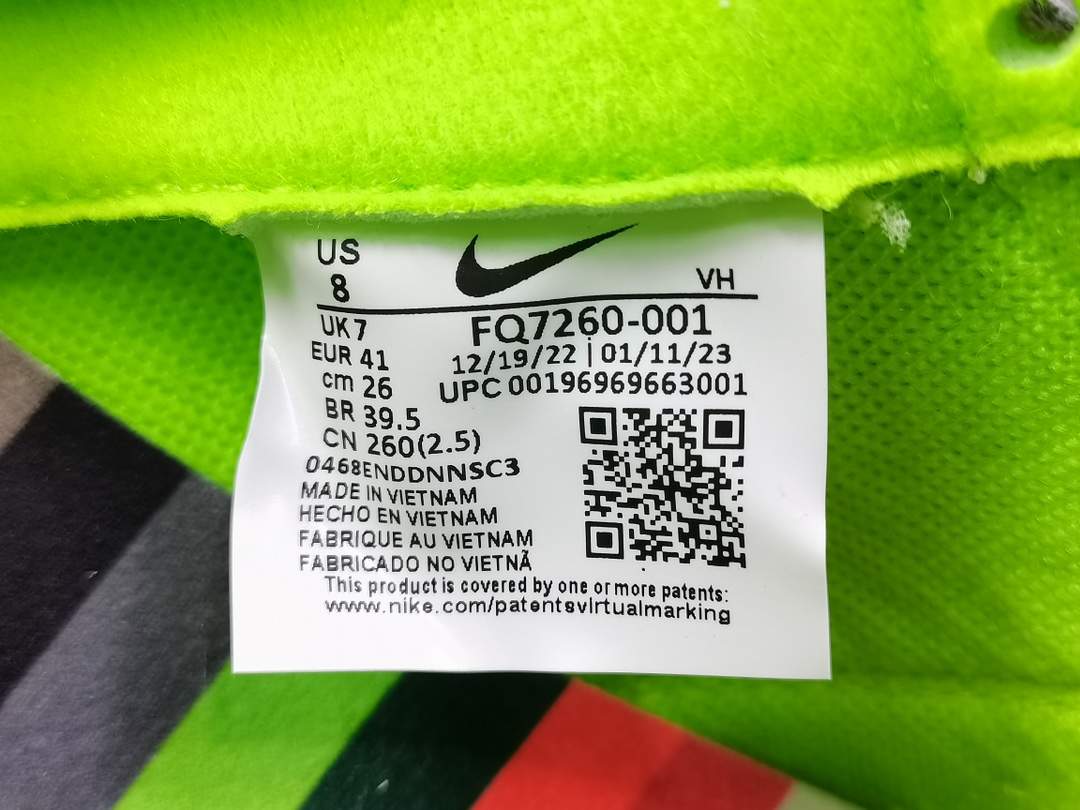 US
8
VH
UK 7
EUR 41
cm 26
BR 39.5
CN 260(2.5)
FQ7260-001
12/19/22 | 01/11/23
UPC 00196969663001
0468ENDDNNSC3
MADE IN VIETNAM
HECHO EN VIETNAM
FABRIQUE AU VIETNAM
FABRICADO NO VIETNÃ
This product is covered by one or more patents:
www.nike.com/patentsvirtualmarking